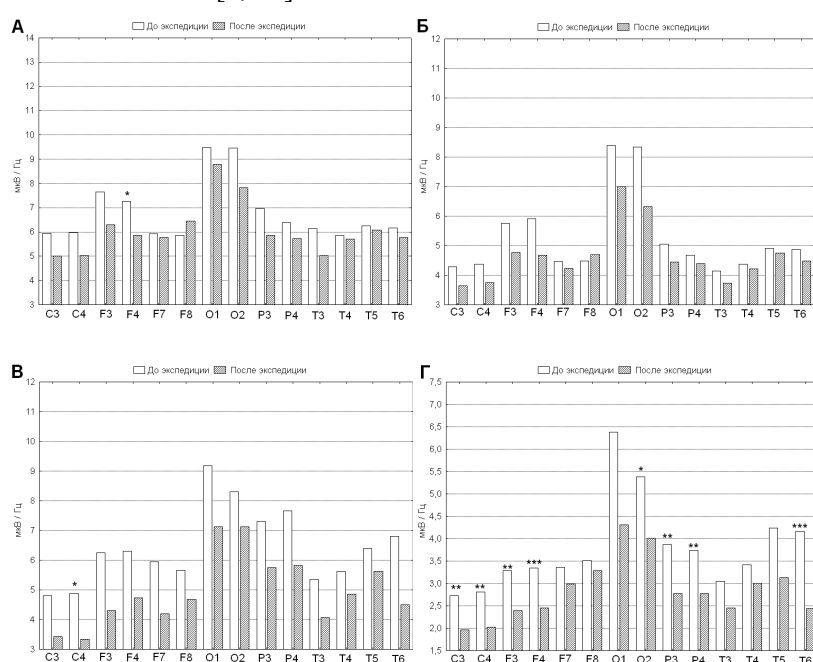 А
До экспедиции После экспедиции
14
13
12
11
10
9
8
7
6
5
4
3
мкВ / Гц
*
C3 C4 F3 F4 F7 F8 O1 O2 P3 P4 T3 T4 T5 T6
Б
До экспедиции После экспедиции
12
11
10
9
8
7
6
5
4
3
мкВ / Гц
C3 C4 F3 F4 F7 F8 O1 O2 P3 P4 T3 T4 T5 T6
В
До экспедиции После экспедиции
12
11
10
9
8
7
6
5
4
3
мкВ / Гц
*
C3 C4 F3 F4 F7 F8 O1 O2 P3 P4 T3 T4 T5 T6
Г
До экспедиции После экспедиции
7,5
7,0
6,5
6,0
5,5
5,0
4,5
4,0
3,5
3,0
2,5
2,0
1,5
мкВ / Гц
** ** ** *** * ** ** ***
C3 C4 F3 F4 F7 F8 O1 O2 P3 P4 T3 T4 T5 T6